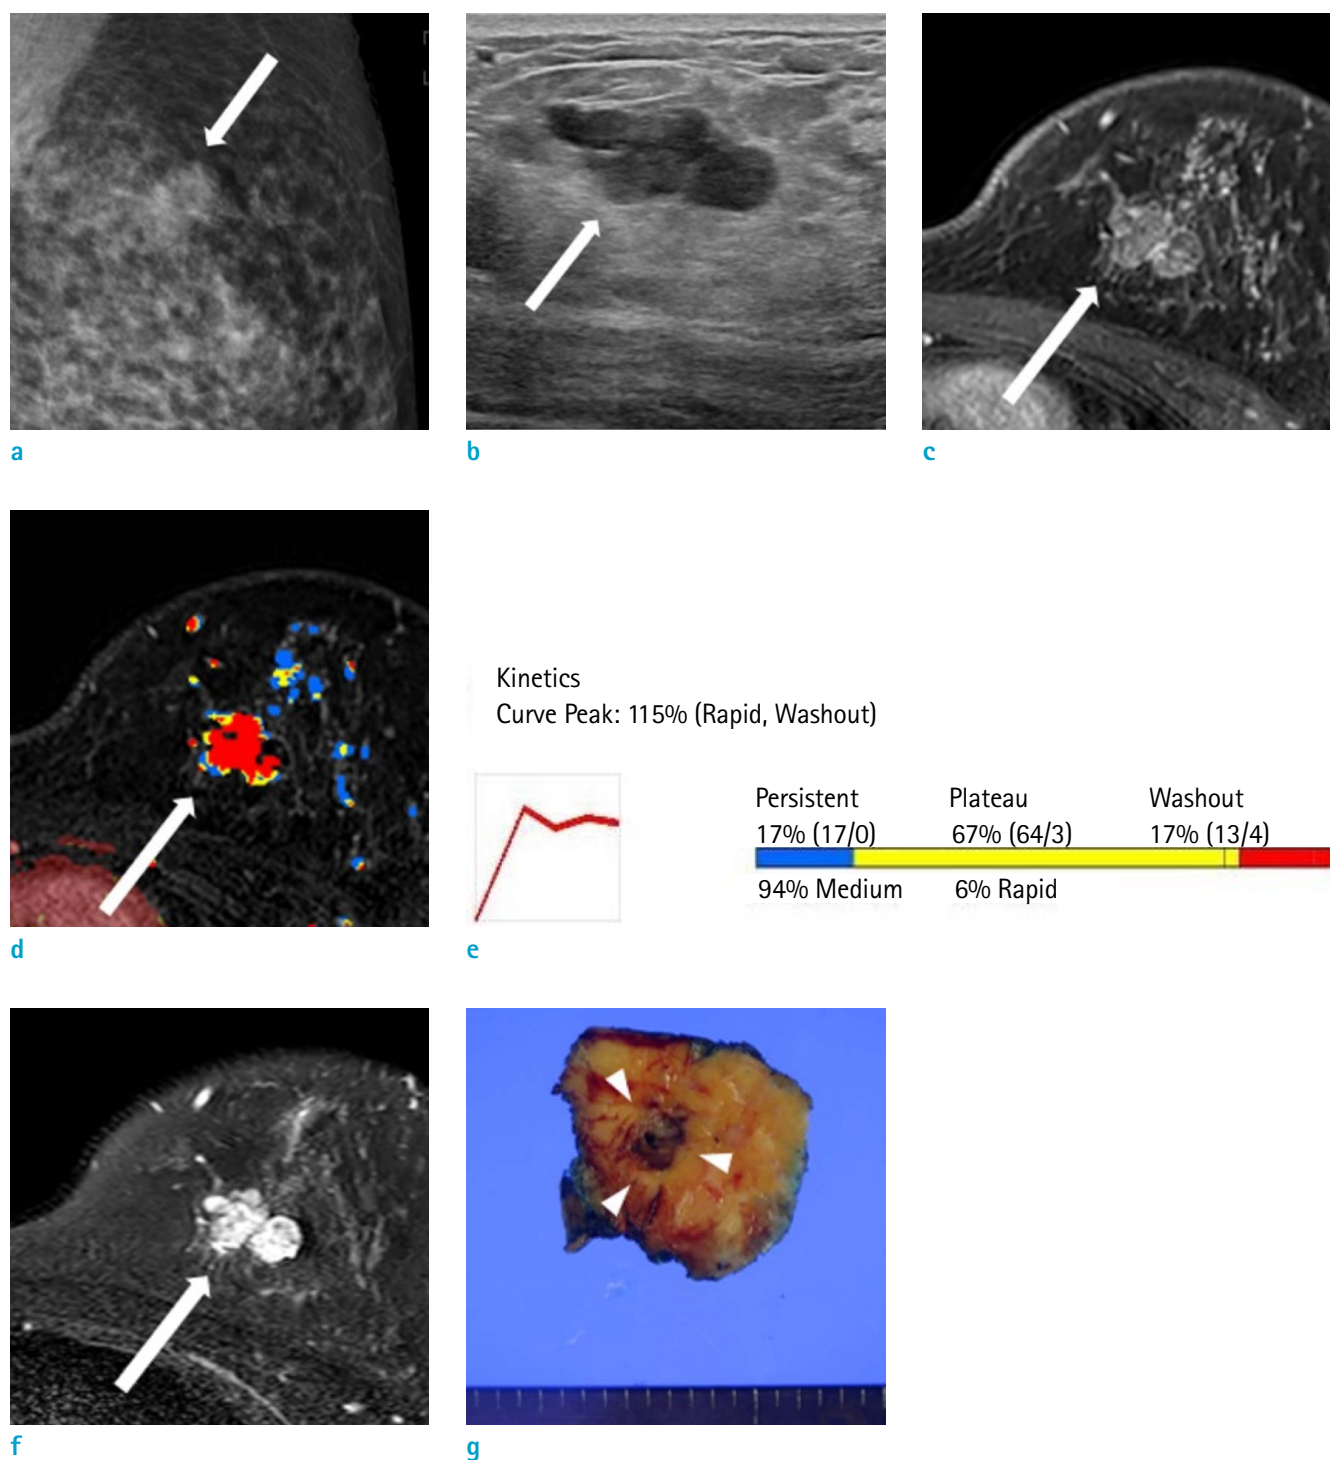 a
b
c
Kinetics
Curve Peak: 115% (Rapid, Washout)
Persistent Plateau Washout
17% (17/0) 67% (64/3) 17% (13/4)
94% Medium 6% Rapid
d
e
f
g